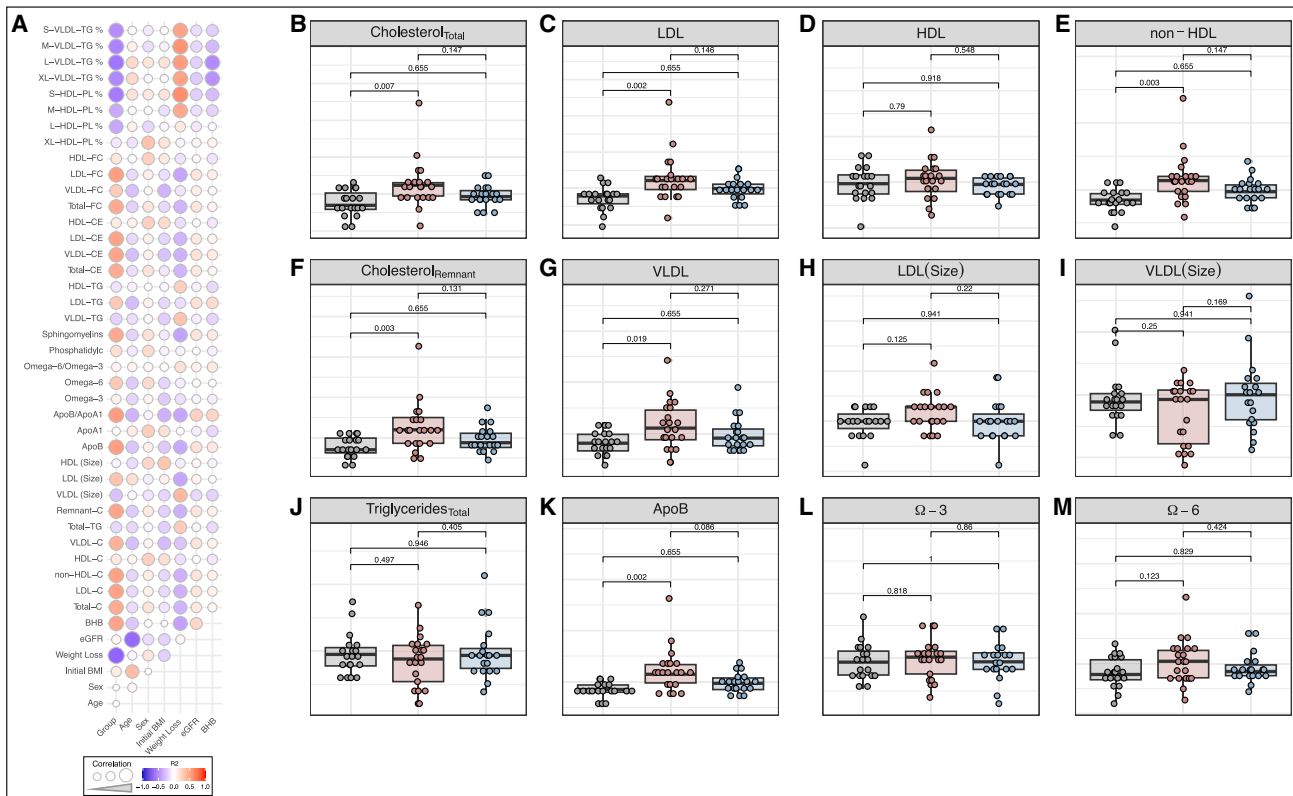 A
S−VLDL−TG %
M−VLDL−TG %
L−VLDL−TG %
XL−VLDL−TG %
S−HDL−PL %
M−HDL−PL %
L−HDL−PL %
XL−HDL−PL %
HDL−FC
LDL−FC
VLDL−FC
Total−FC
HDL−CE
LDL−CE
VLDL−CE
Total−CE
HDL−TG
LDL−TG
VLDL−TG
Sphingomyelins
Phosphatidylc
Omega−6/Omega−3
Omega−6
Omega−3
ApoB/ApoA1
ApoA1
ApoB
HDL (Size)
LDL (Size)
VLDL (Size)
Remnant−C
Total−TG
VLDL−C
HDL−C
non−HDL−C
LDL−C
Total−C
BHB
eGFR
Weight Loss
Initial BMI
Sex
Age
Group
Age
Sex
Initial BMI
Weight Loss
eGFR
BHB
Correlation
R2
−1.0 −0.5 0.0 0.5 1.0
B
Cholesterol Total
0.147
0.655
0.007
C
LDL
0.146
0.655
0.002
D
HDL
0.548
0.918
0.79
E
non−HDL
0.147
0.655
0.003
F
Cholesterol Remnant
0.131
0.655
0.003
G
VLDL
0.271
0.655
0.019
H
LDL(Size)
0.22
0.941
0.125
I
VLDL(Size)
0.169
0.941
0.25
J
Triglycerides Total
0.405
0.946
0.497
K
ApoB
0.086
0.655
0.002
L
Ω−3
0.86
1
0.818
M
Ω−6
0.424
0.829
0.123